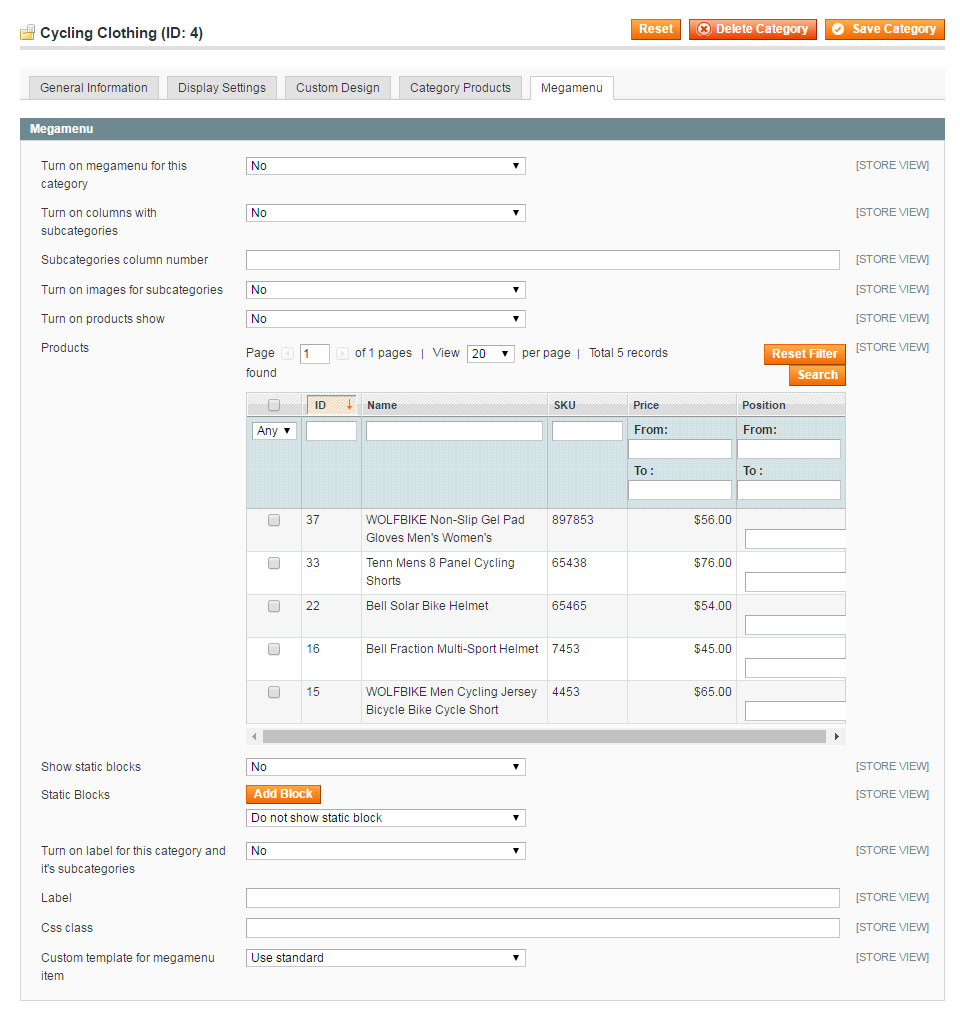 Cycling Clothing (ID: 4)
Reset
Delete Category
Save Category
General Information
Display Settings
Custom Design
Category Products
Megamenu
Megamenu
Turn on megamenu for this
category
No
[STORE VIEW]
Turn on columns with
subcategories
No
[STORE VIEW]
Subcategories column number
[STORE VIEW]
Turn on images for subcategories
No
[STORE VIEW]
Turn on products show
No
[STORE VIEW]
Products
Page 1 of 1 pages | View 20 per page | Total 5 records
found
Reset Filter
Search
[STORE VIEW]
ID Name SKU Price Position
Any
From: From:
To : To :
37 WOLFBIKE Non-Slip Gel Pad 897853 $56.00
Gloves Men's Women's
33 Tenn Mens 8 Panel Cycling 65438 $76.00
Shorts
22 Bell Solar Bike Helmet 65465 $54.00
16 Bell Fraction Multi-Sport Helmet 7453 $45.00
15 WOLFBIKE Men Cycling Jersey 4453 $65.00
Bicycle Bike Cycle Short
Show static blocks
No
[STORE VIEW]
Static Blocks
Add Block
[STORE VIEW]
Do not show static block
Turn on label for this category and
it's subcategories
No
[STORE VIEW]
Label
[STORE VIEW]
Css class
[STORE VIEW]
Custom template for megamenu
item
Use standard
[STORE VIEW]